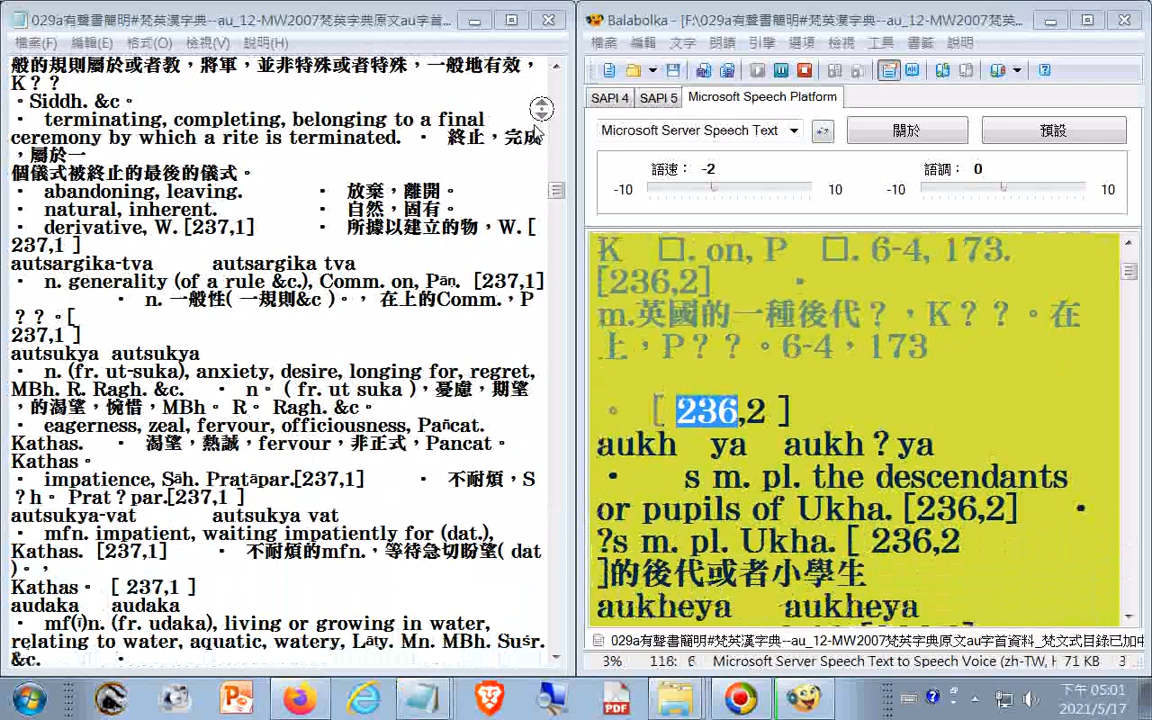 029a有聲書簡明#梵英漢字典--au_12-MW2007梵英字典原文au字首...
檔案(F) 編輯(E) 格式(O) 檢視(V) 說明(H)
般的規則屬於或者教，將軍，並非特殊或者特殊，一般地有效，
K？？
。Siddh. &c。
• terminating, completing, belonging to a final
ceremony by which a rite is terminated. • 終止，完成
，屬於一
個儀式被終止的最後的儀式。
• abandoning, leaving. • 放棄，離開。
• natural, inherent. • 自然，固有。
• derivative, W. [237,1] • 所據以建立的物，W. [
237,1 ]
autsargika-tva autsargika tva
• n. generality (of a rule &c.), Comm. on, Pān. [237,1]
• n. 一般性( 一規則&c )。， 在上的Comm.，P
？？。[
237,1 ]
autsukya autsukya
• n. (fr. ut-suka), anxiety, desire, longing for, regret,
MBh. R. Ragh. &c. • n。( fr. ut suka )，憂慮，期望
，的渴望，惋惜，MBh。 R。 Ragh. &c。
• eagerness, zeal, fervour, officiousness, Pañcat.
Kathas. • 渴望，熱誠，fervour，非正式，Pancat。
Kathas。
• impatience, Sāh. Pratāpar.[237,1] • 不耐煩，S
？h。 Prat？par.[237,1 ]
autsukya-vat autsukya vat
• mfn. impatient, waiting impatiently for (dat.),
Kathas. [237,1] • 不耐煩的mfn.，等待急切盼望( dat
)。，
Kathas。 [ 237,1 ]
audaka audaka
• mf(ī)n. (fr. udaka), living or growing in water,
relating to water, aquatic, watery, Lāty. Mn. MBh. Suśr.
&c. •
Balabolka - [F:\029a有聲書簡明#梵英漢字典--au_12-MW2007梵英...
檔案 編輯 文字 朗讀 引擎 選項 檢視 工具 書籤 說明
SAPI 4 SAPI 5 Microsoft Speech Platform
Microsoft Server Speech Text 關於 預設
語速： -2 語調： 0
-10 10 -10 10
K □. on, P □. 6-4, 173.
[236,2] •
m.英國的一種後代？，K？？。在
上，P？？。6-4，173
。 [ 236,2 ]
aukh ya aukh？ya
• s m. pl. the descendants
or pupils of Ukha. [236,2] •
?s m. pl. Ukha. [ 236,2
]的後代或者小學生
aukheya aukheya
029a有聲書簡明#梵英漢字典--au_12-MW2007梵英字典原文au字首資料_梵文式目錄已加中
3% 118: 6 Microsoft Server Speech Text to Speech Voice (zh-TW, H 71 KB 3
下午 05:01
2021/5/17